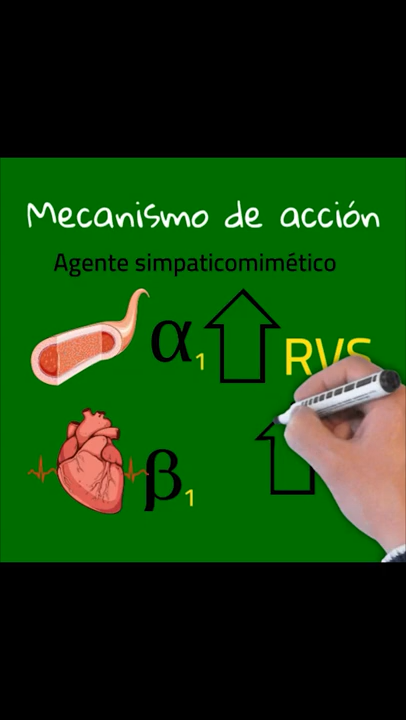 Mecanismo de acción
Agente simpaticomimético
α1 RVS
β1